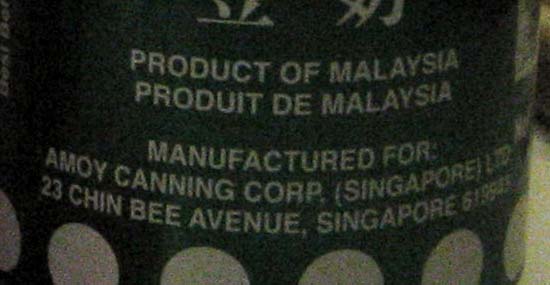 PRODUCT OF MALAYSIA
PRODUIT DE MALAYSIA
MANUFACTURED FOR:
AMOY CANNING CORP. (SINGAPORE) LTD
23 CHIN BEE AVENUE, SINGAPORE